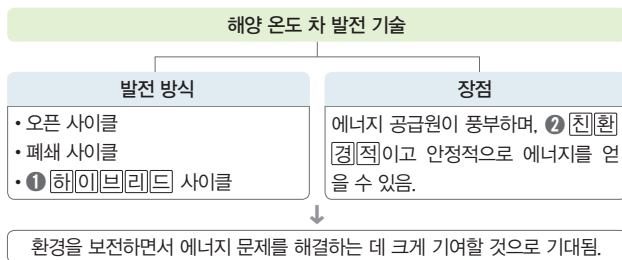 해양 온도 차 발전 기술
발전 방식
• 오픈 사이클
• 폐쇄 사이클
• ❶ 하이브리드 사이클
장점
에너지 공급원이 풍부하며, ❷ 친환
경적이고 안정적으로 에너지를 얻
을 수 있음.
↓
환경을 보전하면서 에너지 문제를 해결하는 데 크게 기여할 것으로 기대됨.